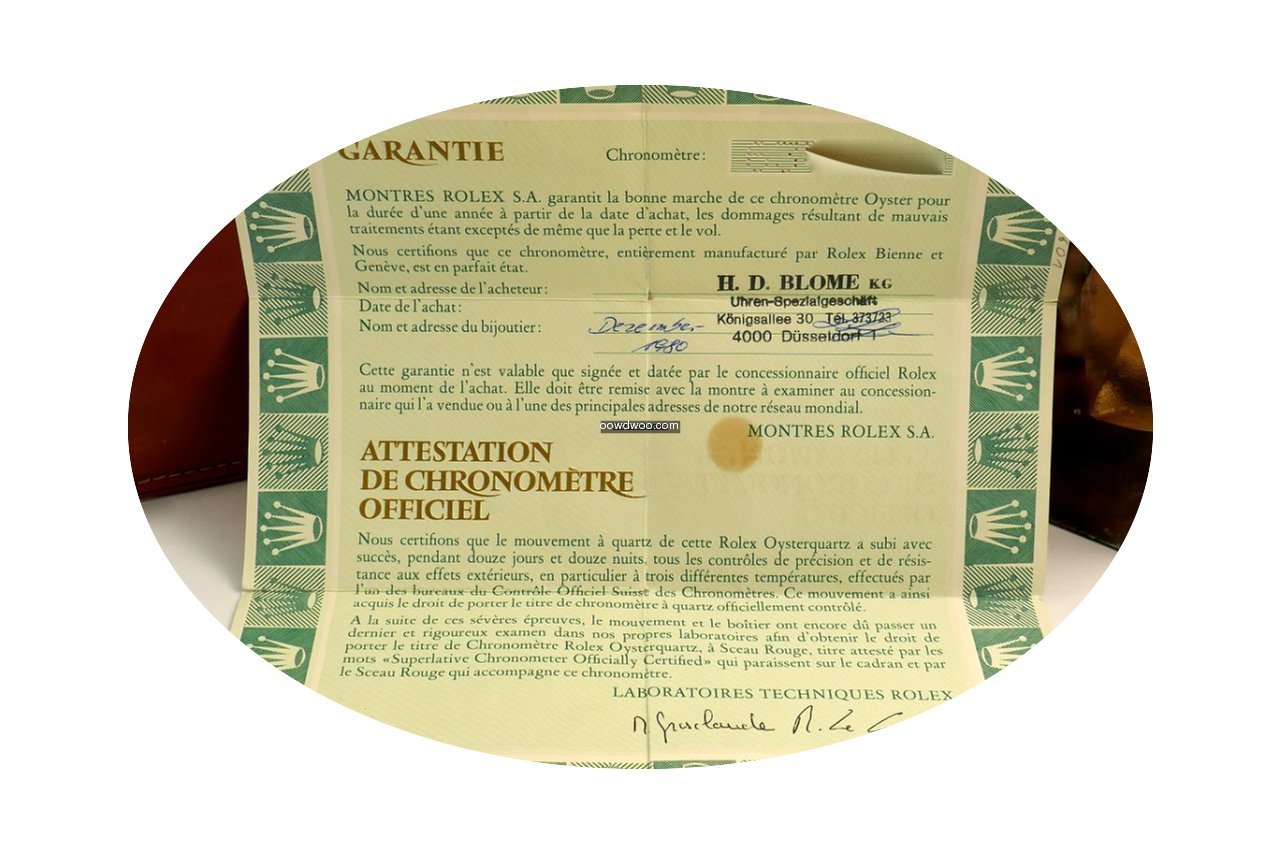 GARANTIE
Chronomètre:
MONTRES ROLEX S.A. garantit la bonne marche de ce chronomètre Oyster pour
la durée d'une année à partir de la date d'achat, les dommages résultant de mauvais
traitements étant exceptés de même que la perte et le vol.
Nous certifions que ce chronomètre, entièrement manufacturé par Rolex Bienne et
Genève, est en parfait état.
Nom et adresse de l'acheteur:
Date de l'achat:
Nom et adresse du bijoutier:
Dezember
1980
H. D. BLOME KG
Uhren-Spezialgeschäft
Königsallee 30 Tel. 373723
4000 Düsseldorf 1
Cette garantie n'est valable que signée et datée par le concessionnaire officiel Rolex
au moment de l'achat. Elle doit être remise avec la montre à examiner au concession-
naire qui l'a vendue ou à l'une des principales adresses de notre réseau mondial.
oowdwoo.com
MONTRES ROLEX S.A.
ATTESTATION
DE CHRONOMÈTRE
OFFICIEL
Nous certifions que le mouvement à quartz de cette Rolex Oysterquartz a subi avec
succès, pendant douze jours et douze nuits, tous les contrôles de précision et de résis-
tance aux effets extérieurs, en particulier à trois différentes températures, effectués par
l'un des bureaux du Contrôle Officiel Suisse des Chronomètres. Ce mouvement a ainsi
acquis le droit de porter le titre de chronomètre à quartz officiellement contrôlé.
A la suite de ces sévères épreuves, le mouvement et le boîtier ont encore dû passer un
dernier et rigoureux examen dans nos propres laboratoires afin d'obtenir le droit de
porter le titre de Chronomètre Rolex Oysterquartz, à Sceau Rouge, titre attesté par les
mots «Superlative Chronometer Officially Certified» qui paraissent sur le cadran et par
le Sceau Rouge qui accompagne ce chronomètre.
LABORATOIRES TECHNIQUES ROLEX